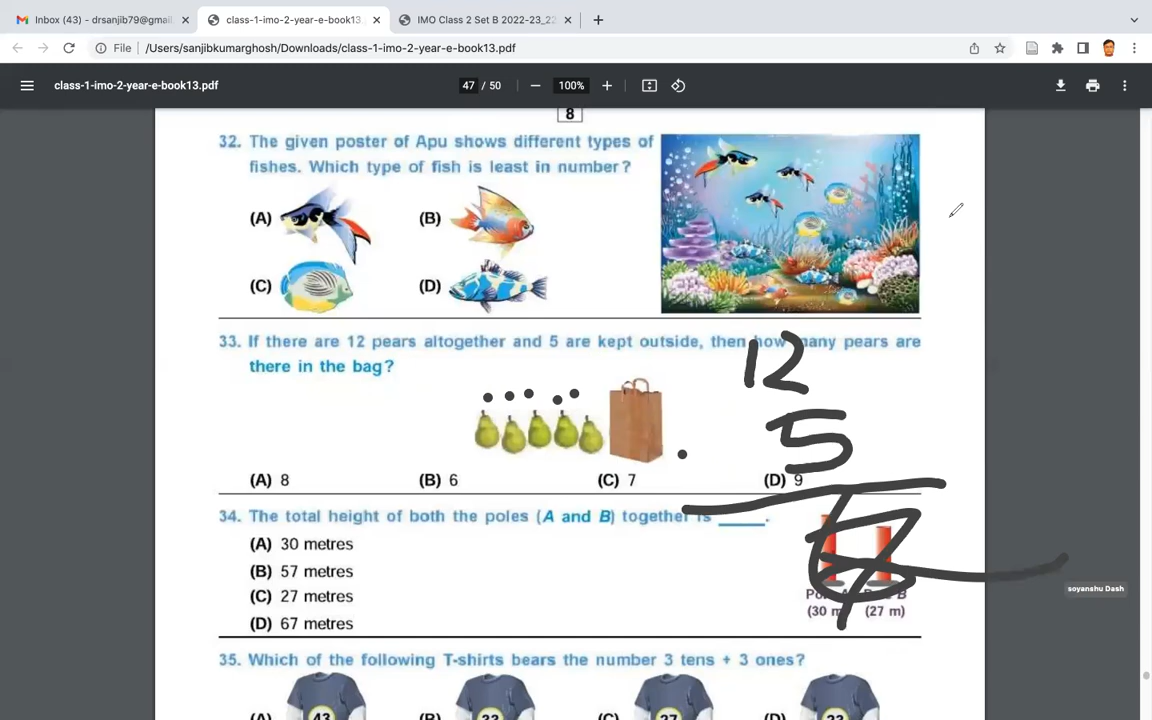 Inbox (43) - drsanjib79@gmail
class-1-imo-2-year-e-book13.
IMO Class 2 Set B 2022-23_22
File
/Users/sanjibkumarghosh/Downloads/class-1-imo-2-year-e-book13.pdf
class-1-imo-2-year-e-book13.pdf
47 / 50
100%
8
32. The given poster of Apu shows different types of
fishes. Which type of fish is least in number?
(A)
(B)
(C)
(D)
33. If there are 12 pears altogether and 5 are kept outside, then how many pears are
there in the bag?
12
5
(A) 8
(B) 6
(C) 7
(D) 9
34. The total height of both the poles (A and B) together is _____.
(A) 30 metres
(B) 57 metres
(C) 27 metres
(D) 67 metres
B
(30 m
(27 m)
soyanshu Dash
35. Which of the following T-shirts bears the number 3 tens + 3 ones?
(A)
43
(B)
33
(C)
27
(D)
23